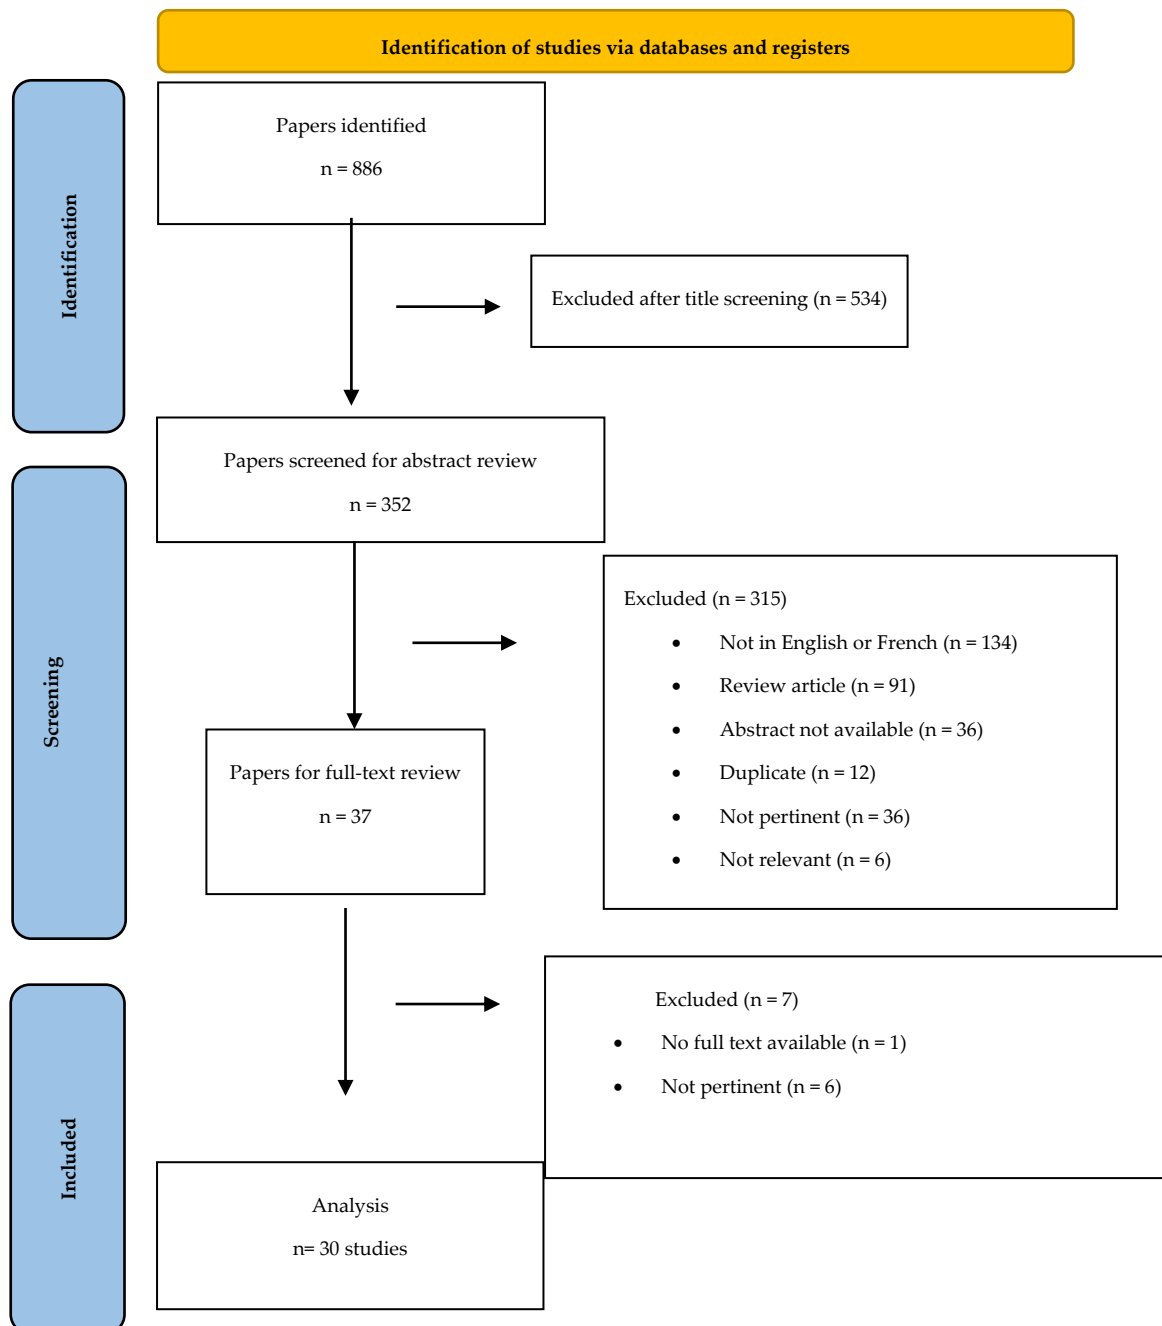 Identification of studies via databases and registers
Identification
Papers identified
n = 886
Excluded after title screening (n = 534)
Papers screened for abstract review
n = 352
Screening
Excluded (n = 315)
• Not in English or French (n = 134)
• Review article (n = 91)
• Abstract not available (n = 36)
• Duplicate (n = 12)
• Not pertinent (n = 36)
• Not relevant (n = 6)
Papers for full-text review
n = 37
Included
Excluded (n = 7)
• No full text available (n = 1)
• Not pertinent (n = 6)
Analysis
n= 30 studies